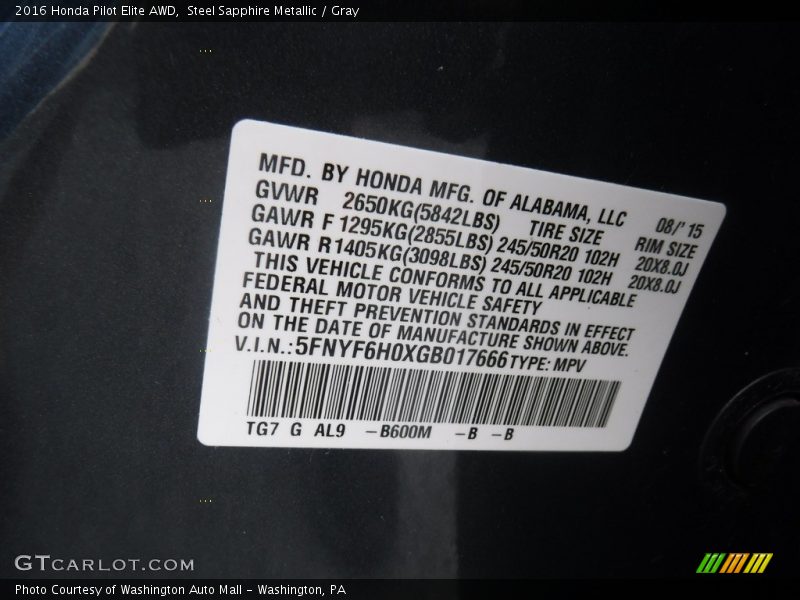 2016 Honda Pilot Elite AWD, Steel Sapphire Metallic / Gray
MFD. BY HONDA MFG. OF ALABAMA, LLC 08/'15
GVWR 2650KG(5842LBS) TIRE SIZE RIM SIZE
GAWR F 1295KG(2855LBS) 245/50R20 102H 20X8.0J
GAWR R 1405KG(3098LBS) 245/50R20 102H 20X8.0J
THIS VEHICLE CONFORMS TO ALL APPLICABLE
FEDERAL MOTOR VEHICLE SAFETY
AND THEFT PREVENTION STANDARDS IN EFFECT
ON THE DATE OF MANUFACTURE SHOWN ABOVE.
V.I.N.: 5FNYF6H0XGB017666 TYPE: MPV
TG7 G AL9 –B600M –B –B
GTCARLOT.COM
Photo Courtesy of Washington Auto Mall – Washington, PA